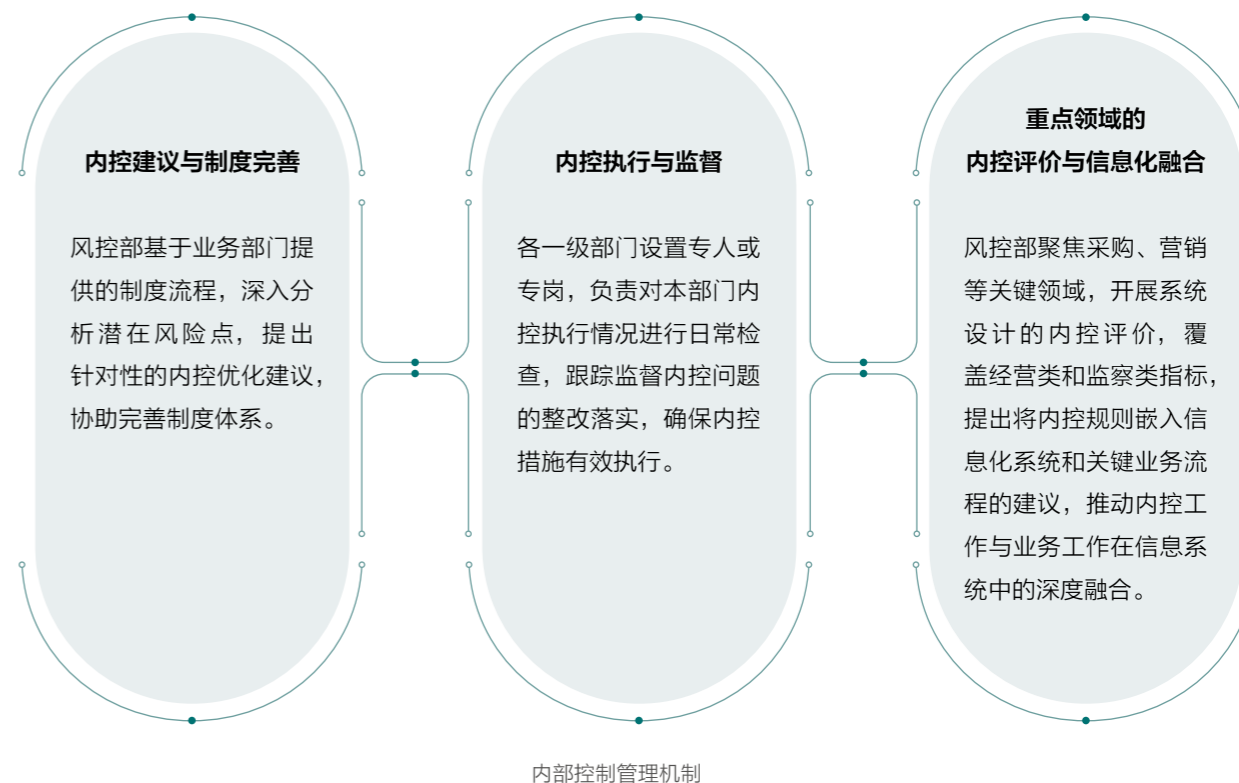 内控建议与制度完善
风控部基于业务部门提
供的制度流程，深入分
析潜在风险点，提出
针对性的内控优化建议，
协助完善制度体系。
内控执行与监督
各一级部门设置专人或
专岗，负责对本部门内
控执行情况进行日常检
查，跟踪监督内控问题
的整改落实，确保内控
措施有效执行。
重点领域的
内控评价与信息化融合
风控部聚焦采购、营销
等关键领域，开展系统
设计的内控评价，覆
盖经营类和监察类指标，
提出将内控规则嵌入信
息化系统和关键业务流
程的建议，推动内控工
作与业务工作在信息系
统中的深度融合。
内部控制管理机制